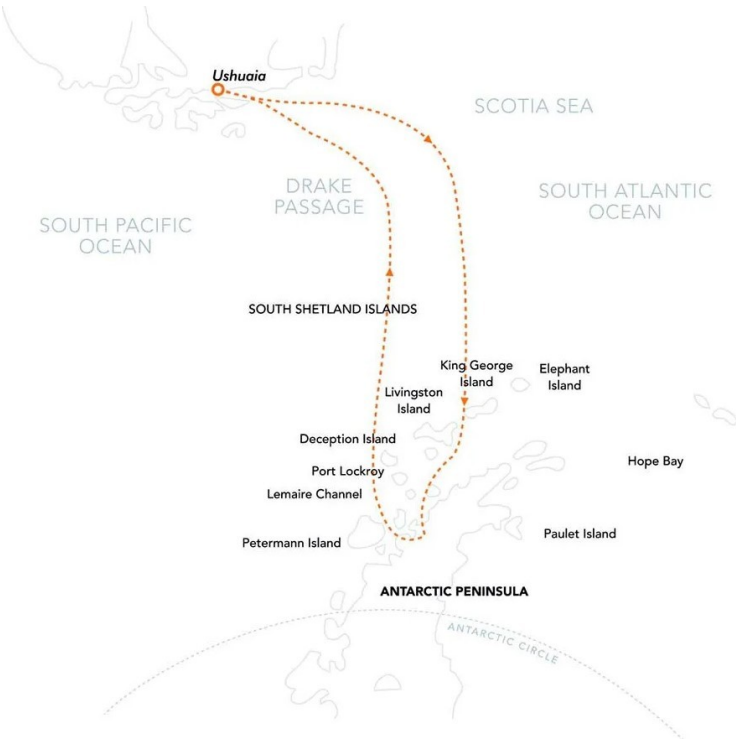 Ushuaia
SCOTIA SEA
DRAKE
PASSAGE
SOUTH ATLANTIC
OCEAN
SOUTH PACIFIC
OCEAN
SOUTH SHETLAND ISLANDS
King George
Island
Elephant
Island
Livingston
Island
Deception Island
Hope Bay
Port Lockroy
Lemaire Channel
Paulet Island
Petermann Island
ANTARCTIC PENINSULA
ANTARCTIC CIRCLE